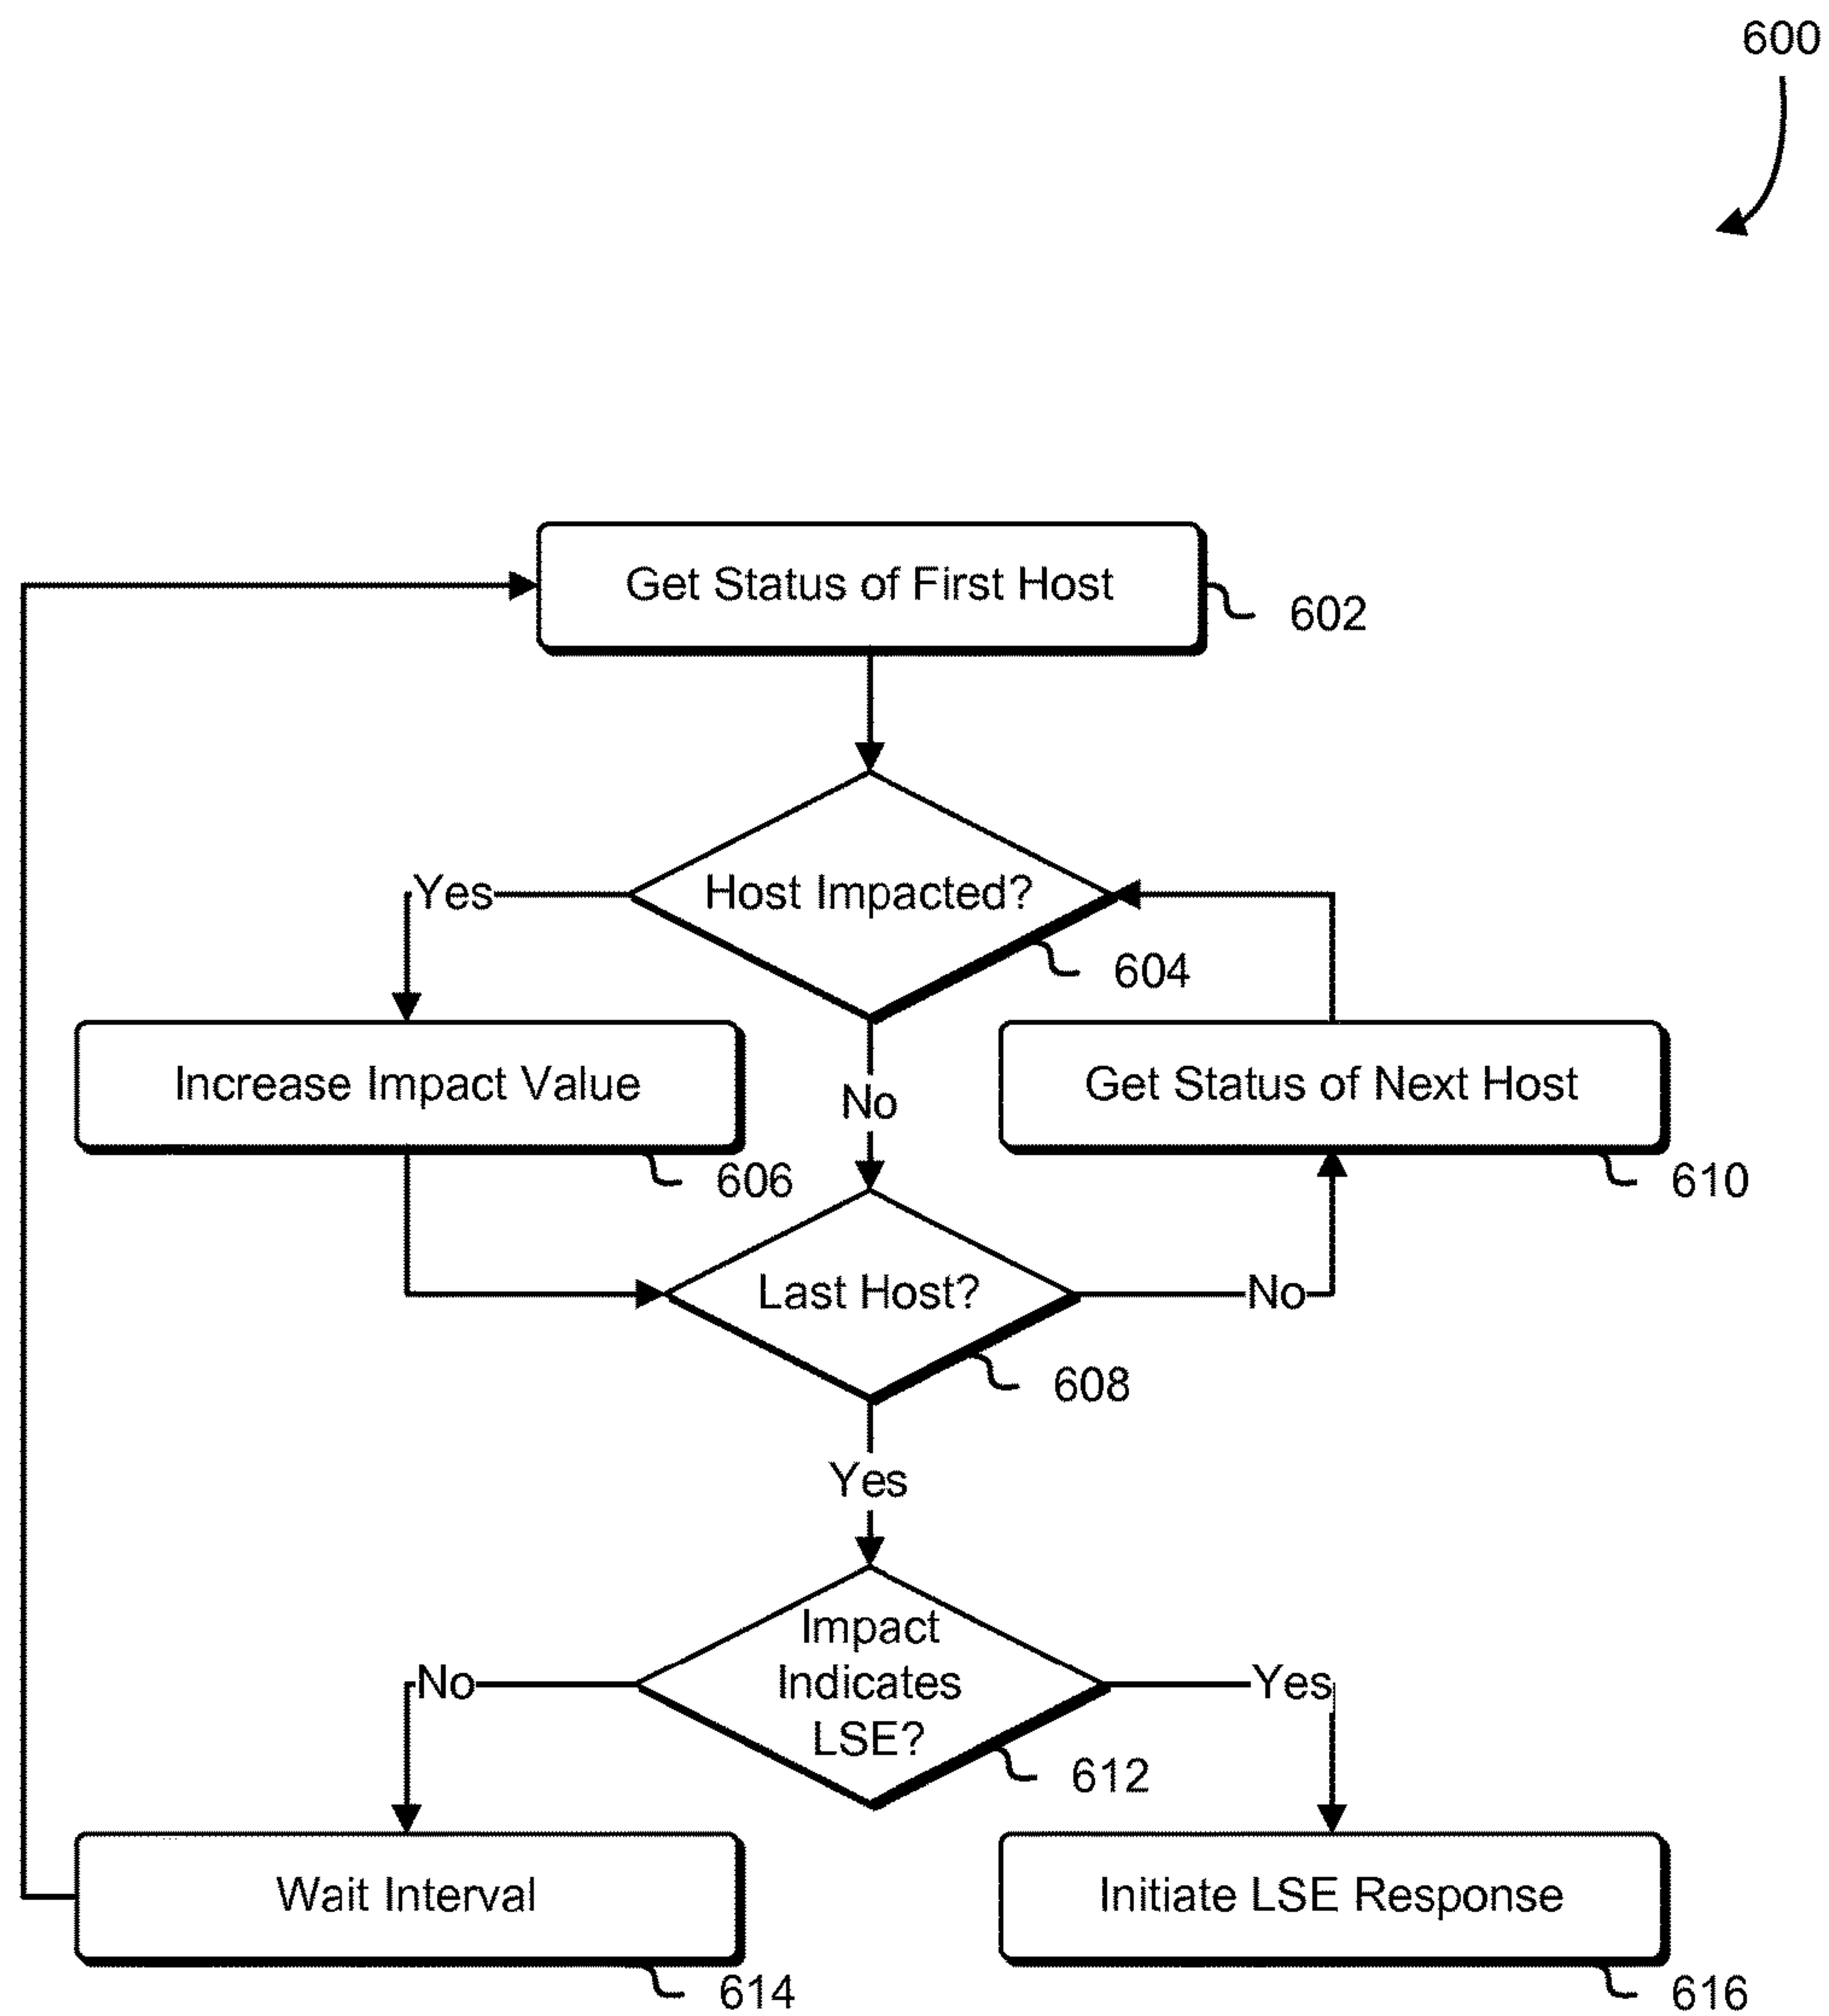 600
Get Status of First Host
602
Host Impacted?
Yes
604
Increase Impact Value
Get Status of Next Host
No
606
610
Last Host?
No
608
Yes
Impact
Indicates
LSE?
No
Yes
612
Wait Interval
Initiate LSE Response
614
616